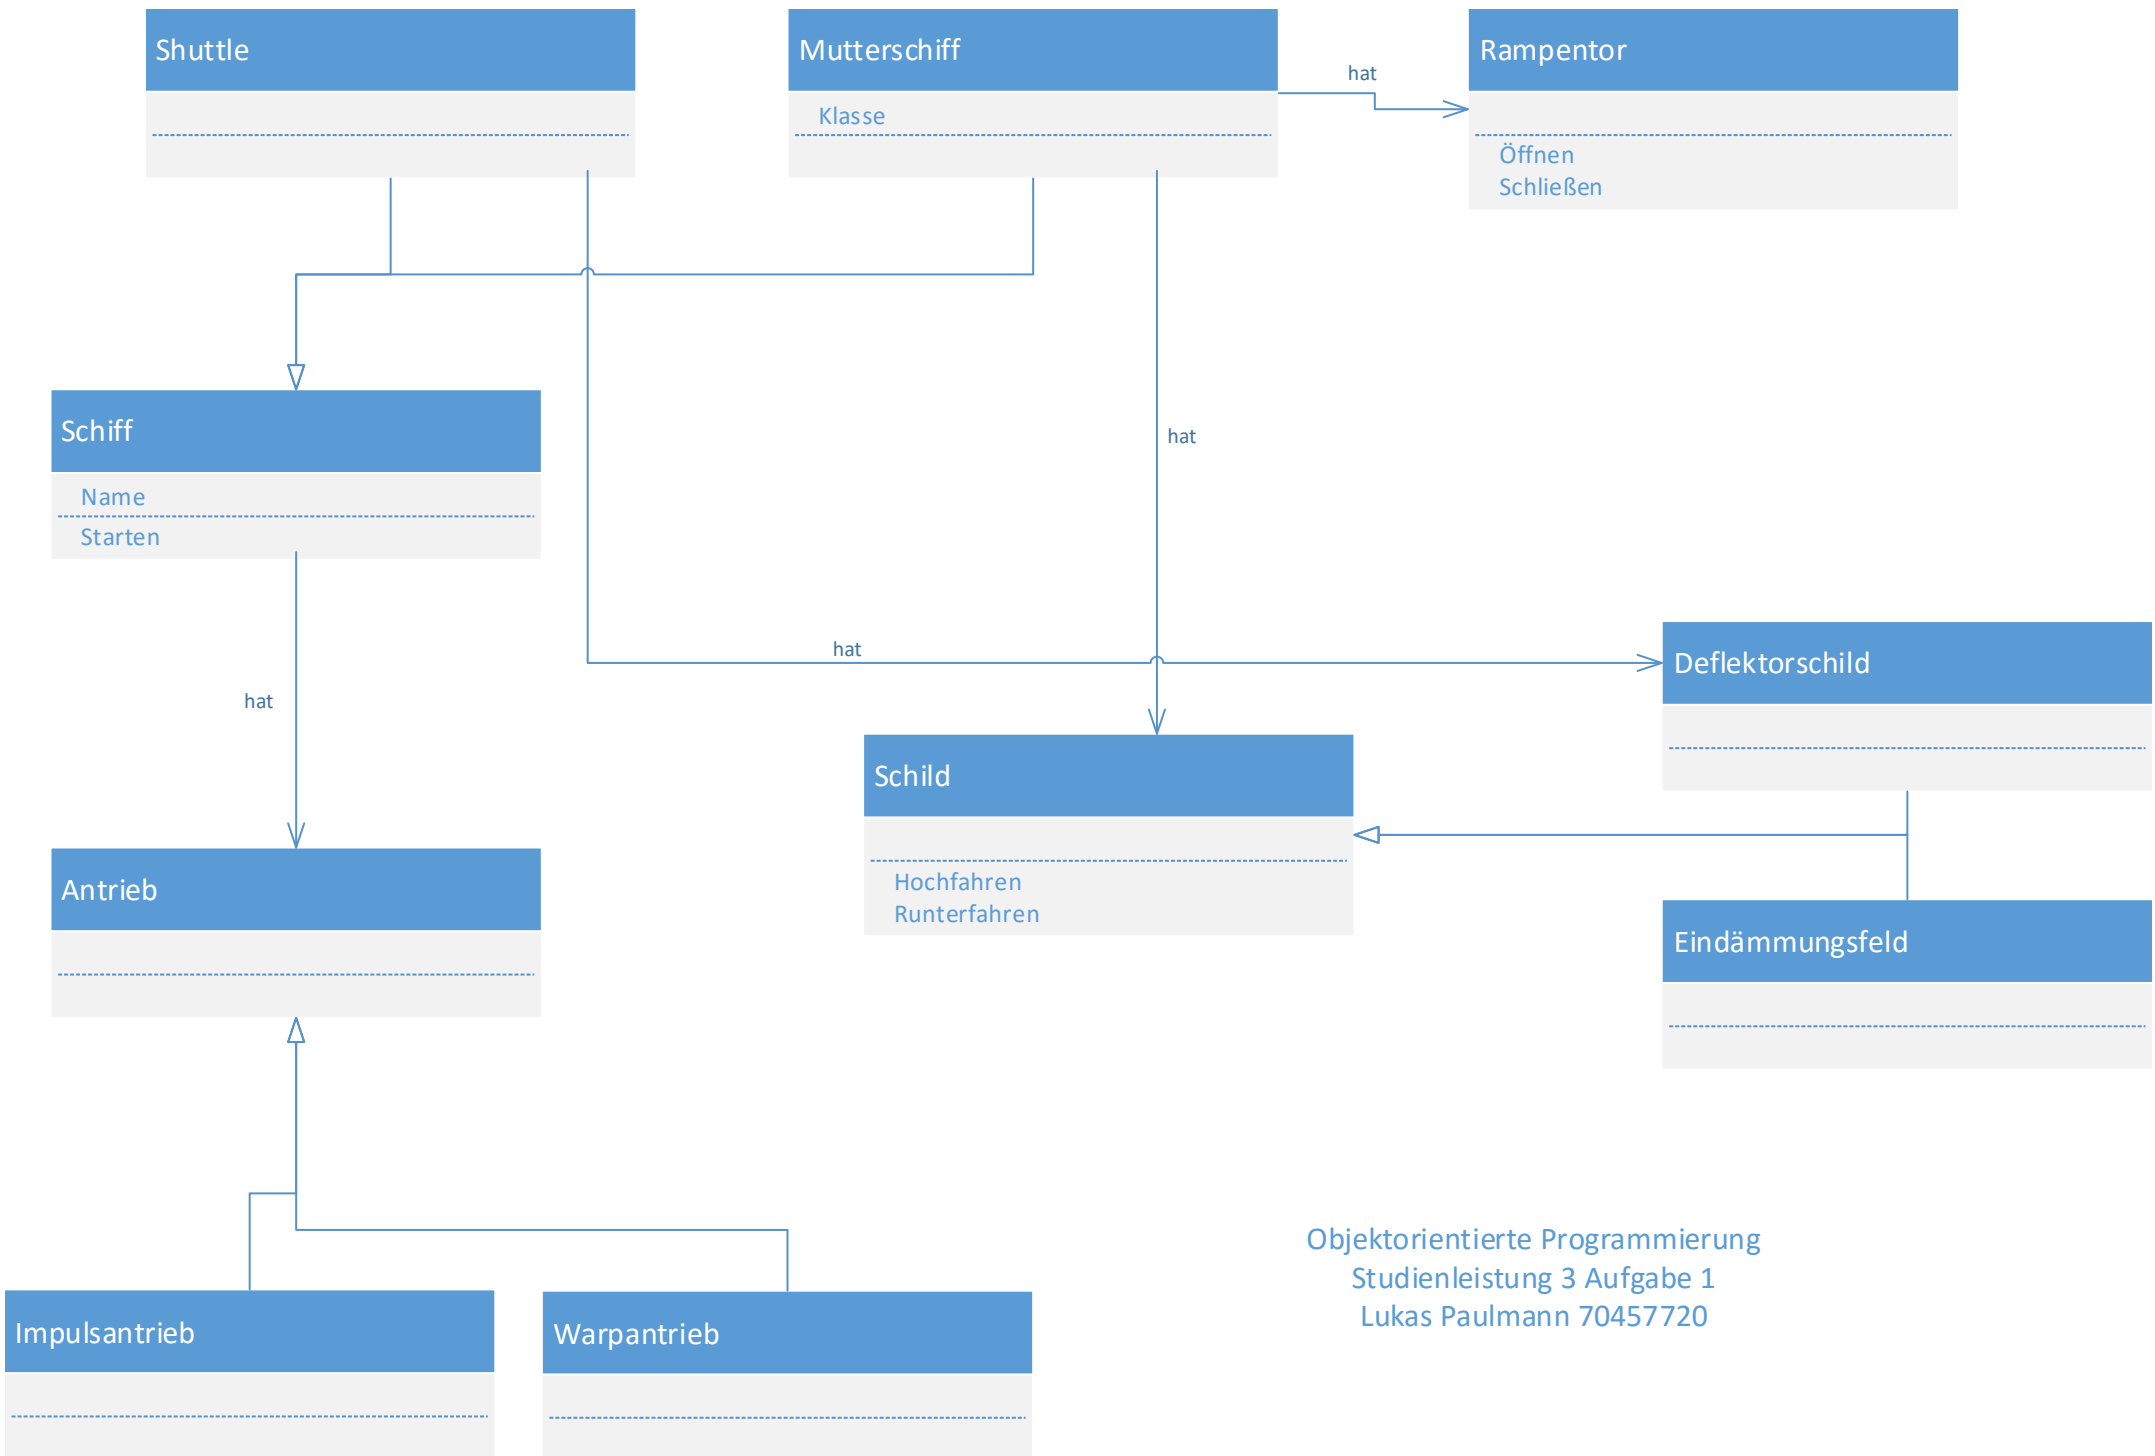 Shuttle
Mutterschiff
Klasse
hat
Rampentor
Öffnen
Schließen
Schiff
Name
Starten
hat
hat
hat
Deflektorschild
Schild
Hochfahren
Runterfahren
Antrieb
Eindämmungsfeld
Impulsantrieb
Warpantrieb
Objektorientierte Programmierung
Studienleistung 3 Aufgabe 1
Lukas Paulmann 70457720